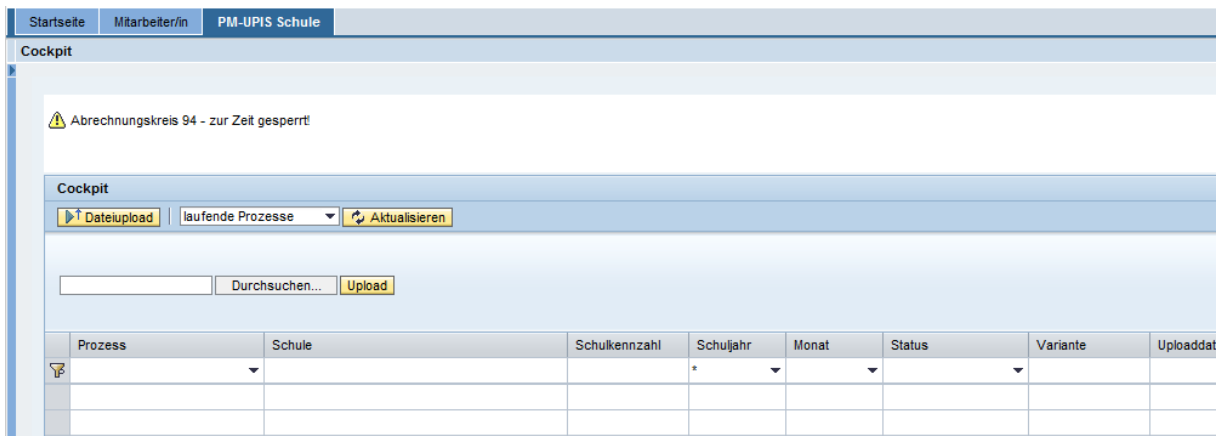 Startseite Mitarbeiter/in PM-UPIS Schule
Cockpit
Abrechnungskreis 94 - zur Zeit gesperrt!
Cockpit
Dateiupload laufende Prozesse Aktualisieren
Durchsuchen... Upload
Prozess Schule Schulkennzahl Schuljahr Monat Status Variante Uploaddat
*